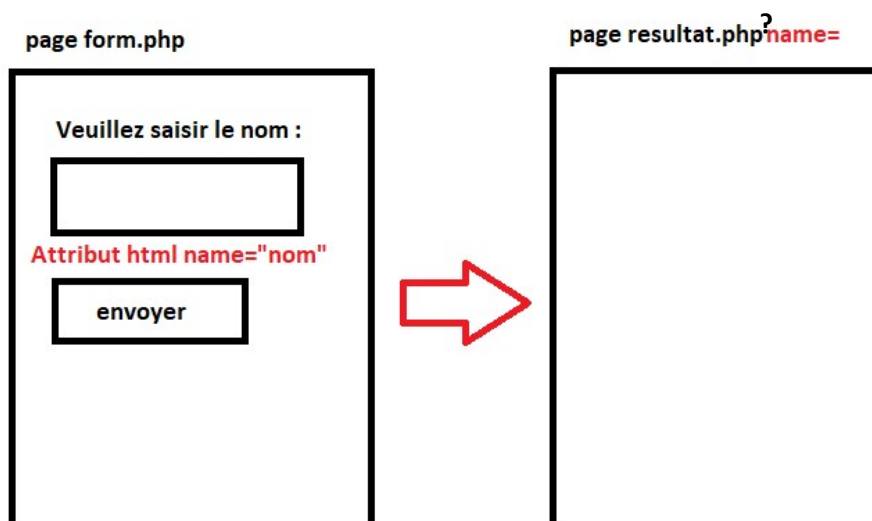 page form.php
Veuillez saisir le nom :
Attribut html name="nom"
envoyer
page resultat.php?name=